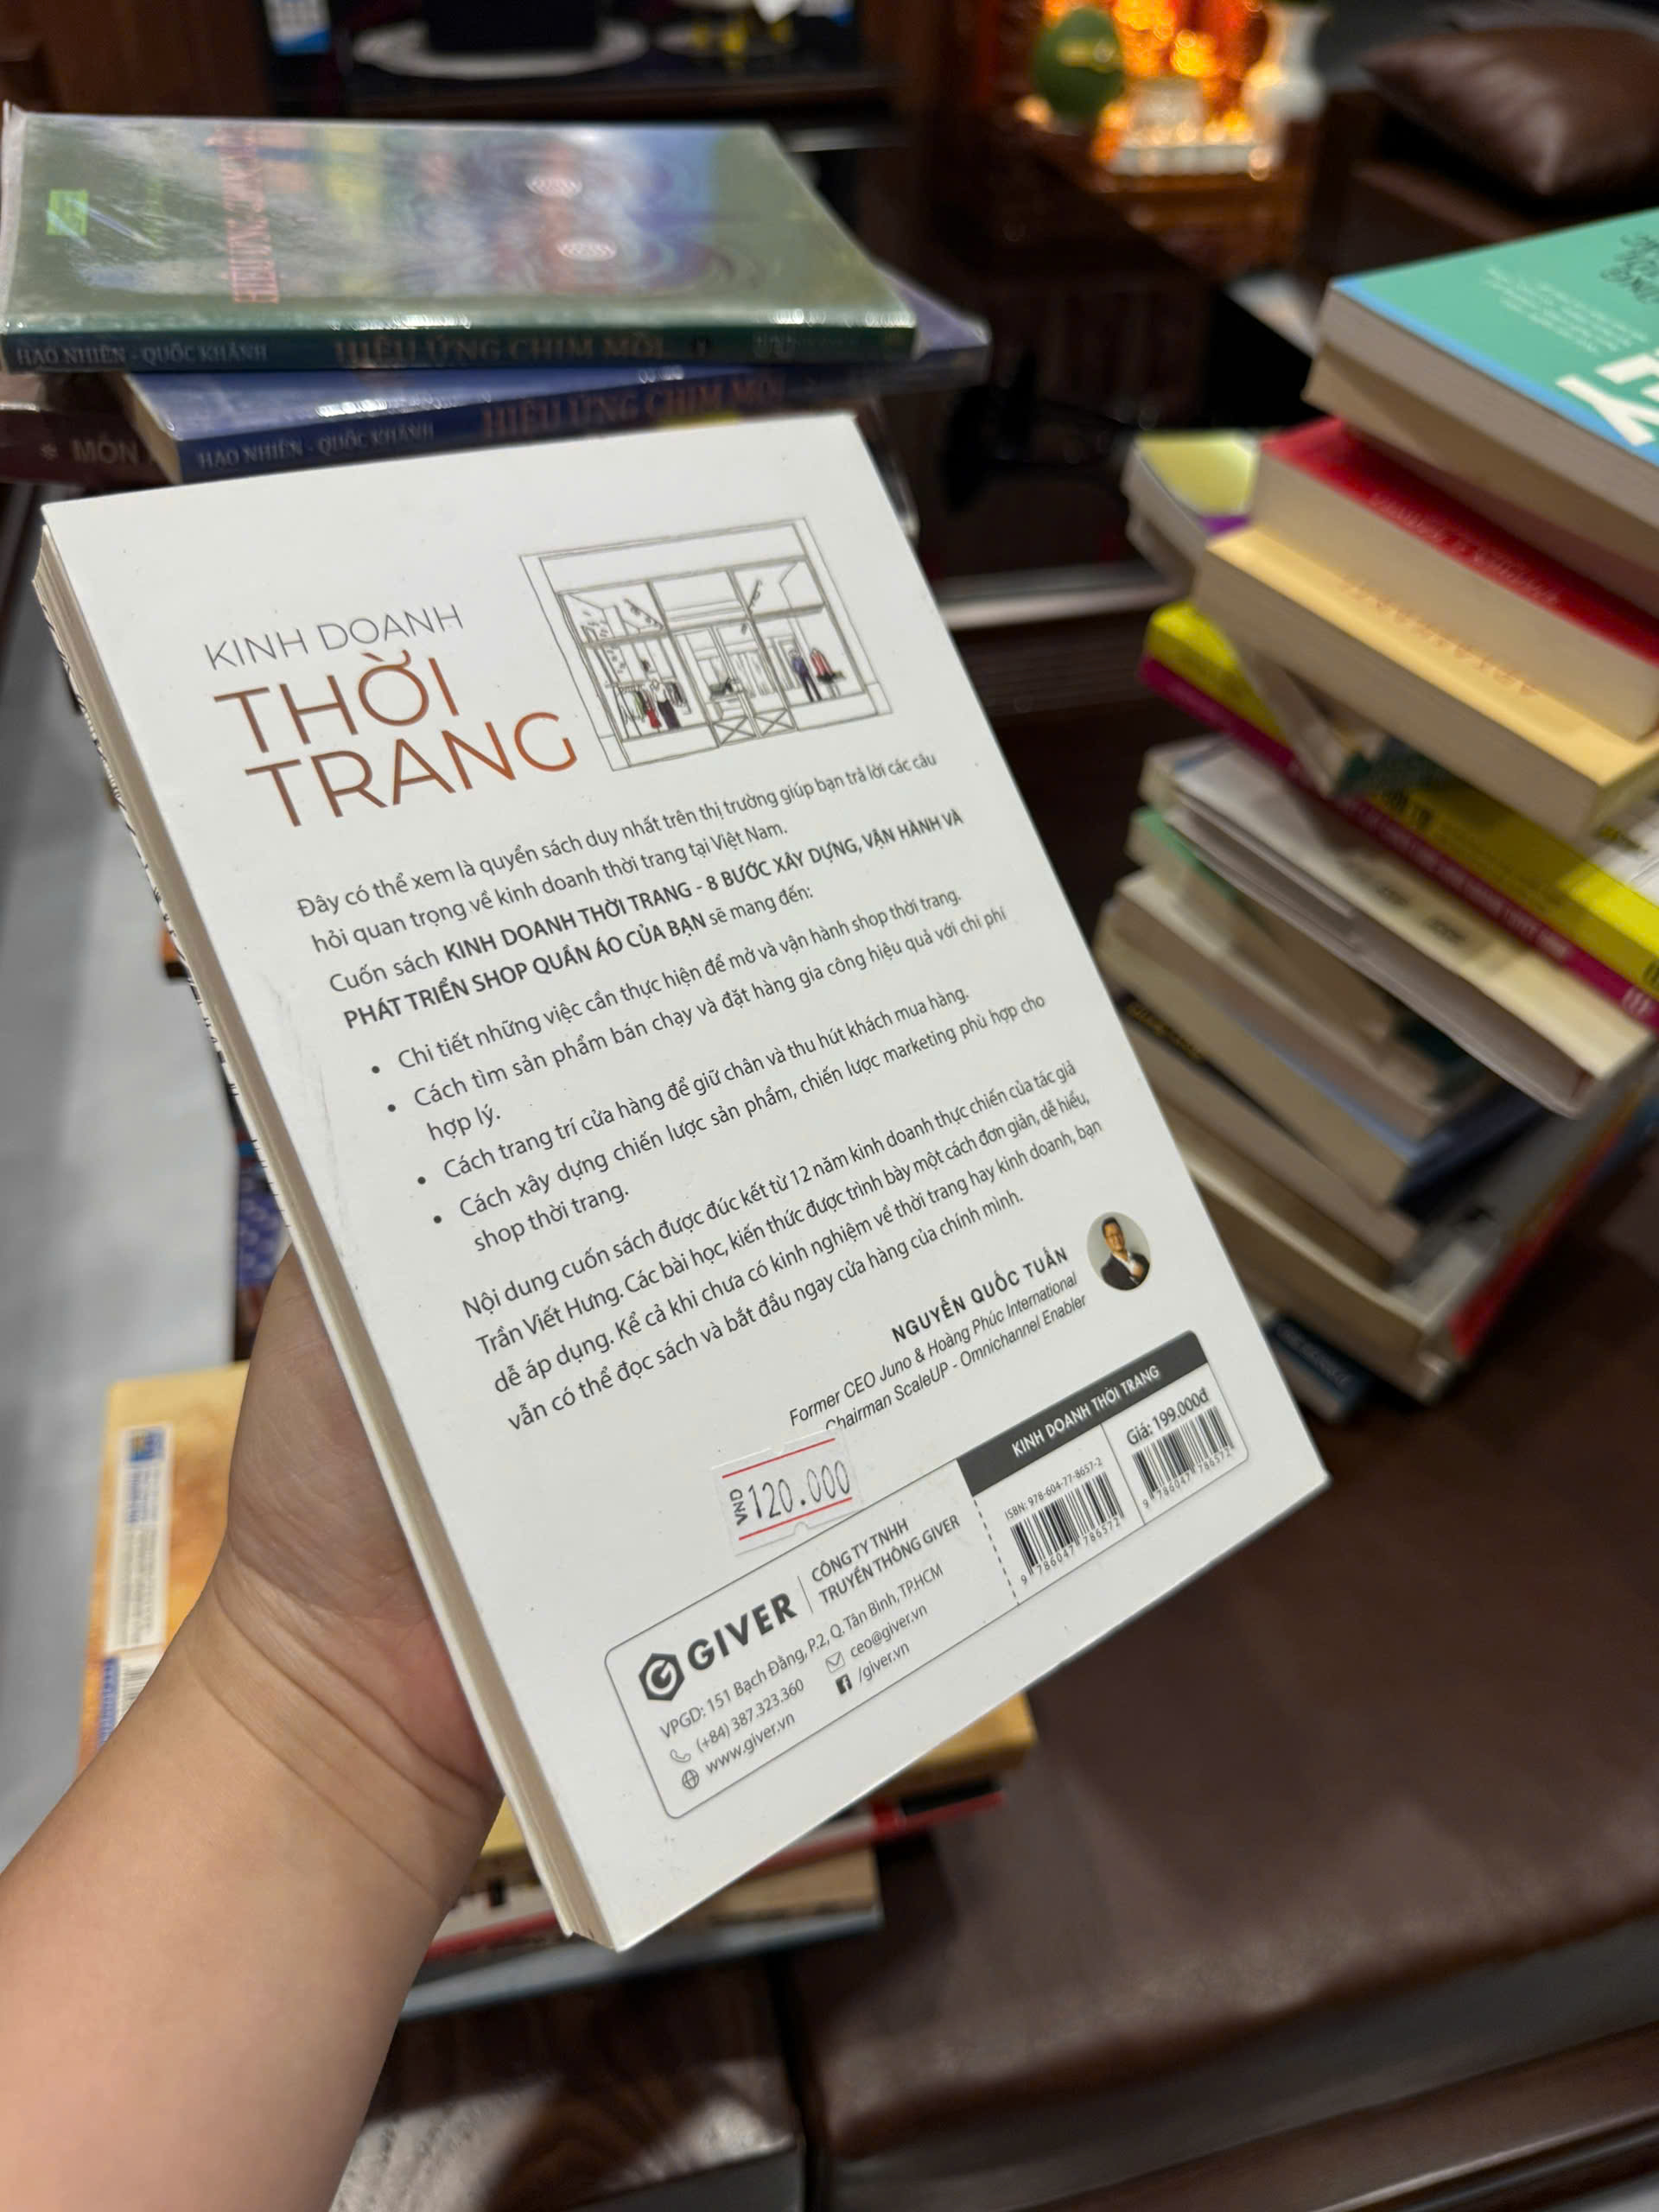 HẠO NHIÊN - QUỐC KHÁNH HIỆU ỨNG CHIM MỒI
HẠO NHIÊN - QUỐC KHÁNH HIỆU ỨNG CHIM MỒI
MÓN
KINH DOANH
THỜI
TRANG
Đây có thể xem là quyển sách duy nhất trên thị trường giúp bạn trả lời các câu
hỏi quan trọng về kinh doanh thời trang tại Việt Nam.
Cuốn sách KINH DOANH THỜI TRANG - 8 BƯỚC XÂY DỰNG, VẬN HÀNH VÀ
PHÁT TRIỂN SHOP QUẦN ÁO CỦA BẠN sẽ mang đến:
• Chi tiết những việc cần thực hiện để mở và vận hành shop thời trang.
• Cách tìm sản phẩm bán chạy và đặt hàng gia công hiệu quả với chi phí
hợp lý.
• Cách trang trí cửa hàng để giữ chân và thu hút khách mua hàng.
• Cách xây dựng chiến lược sản phẩm, chiến lược marketing phù hợp cho
shop thời trang.
Nội dung cuốn sách được đúc kết từ 12 năm kinh doanh thực chiến của tác giả
Trần Viết Hưng. Các bài học, kiến thức được trình bày một cách đơn giản, dễ hiểu,
dễ áp dụng. Kể cả khi chưa có kinh nghiệm về thời trang hay kinh doanh, bạn
vẫn có thể đọc sách và bắt đầu ngay cửa hàng của chính mình.
NGUYỄN QUỐC TUẤN
Former CEO Juno & Hoàng Phúc International
Chairman ScaleUP - Omnichannel Enabler
VND 120.000
GIVER
CÔNG TY TNHH
TRUYỀN THÔNG GIVER
VPGD: 151 Bạch Đằng, P.2, Q. Tân Bình, TP.HCM
(+84) 387.323.360
ceo@giver.vn
www.giver.vn
/giver.vn
KINH DOANH THỜI TRANG
ISBN: 978-604-77-8657-2
9 786047 786572
Giá: 199.000đ
9 786047 786572